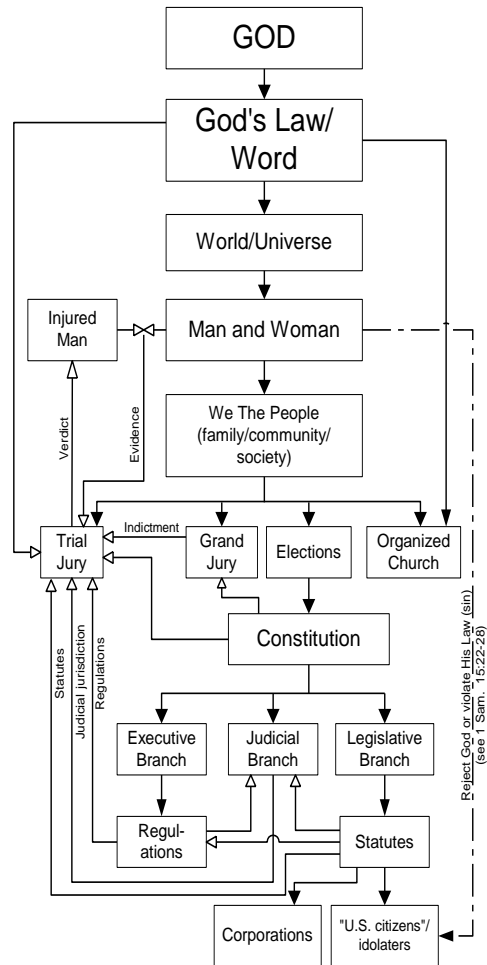 GOD
God's Law/
Word
World/Universe
Injured
Man
Man and Woman
Verdict
Evidence
We The People
(family/community/
society)
Trial
Jury
Indictment
Grand
Jury
Elections
Organized
Church
Constitution
Statutes
Judicial jurisdiction
Regulations
Reject God or violate His Law (sin)
(see 1 Sam. 15:22-28)
Executive
Branch
Judicial
Branch
Legislative
Branch
Regul-
ations
Statutes
Corporations
"U.S. citizens"/
idolaters